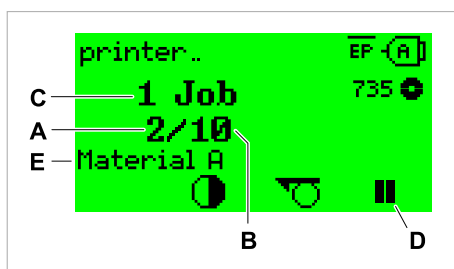 printer.. EP A
C 1 Job 735
A 2/10
E Material A
B D